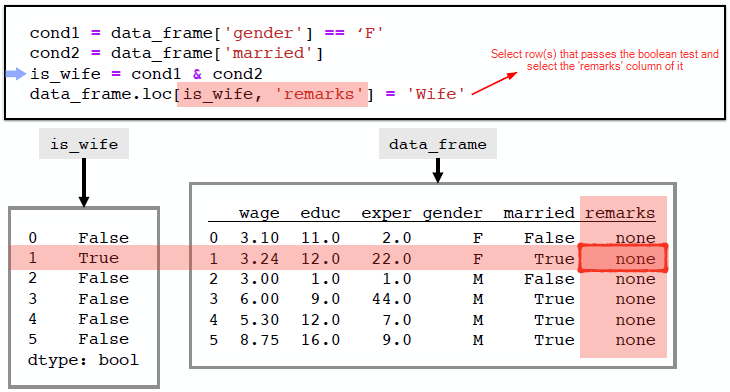 cond1 = data_frame['gender'] == ‘F'
cond2 = data_frame['married']
is_wife = cond1 & cond2
data_frame.loc[is_wife, 'remarks'] = 'Wife'
Select row(s) that passes the boolean test and
select the 'remarks' column of it
is_wife
data_frame
0 False
1 True
2 False
3 False
4 False
5 False
dtype: bool
wage educ exper gender married remarks
0 3.10 11.0 2.0 F False none
1 3.24 12.0 22.0 F True none
2 3.00 1.0 1.0 M False none
3 6.00 9.0 44.0 M True none
4 5.30 12.0 7.0 M True none
5 8.75 16.0 9.0 M True none